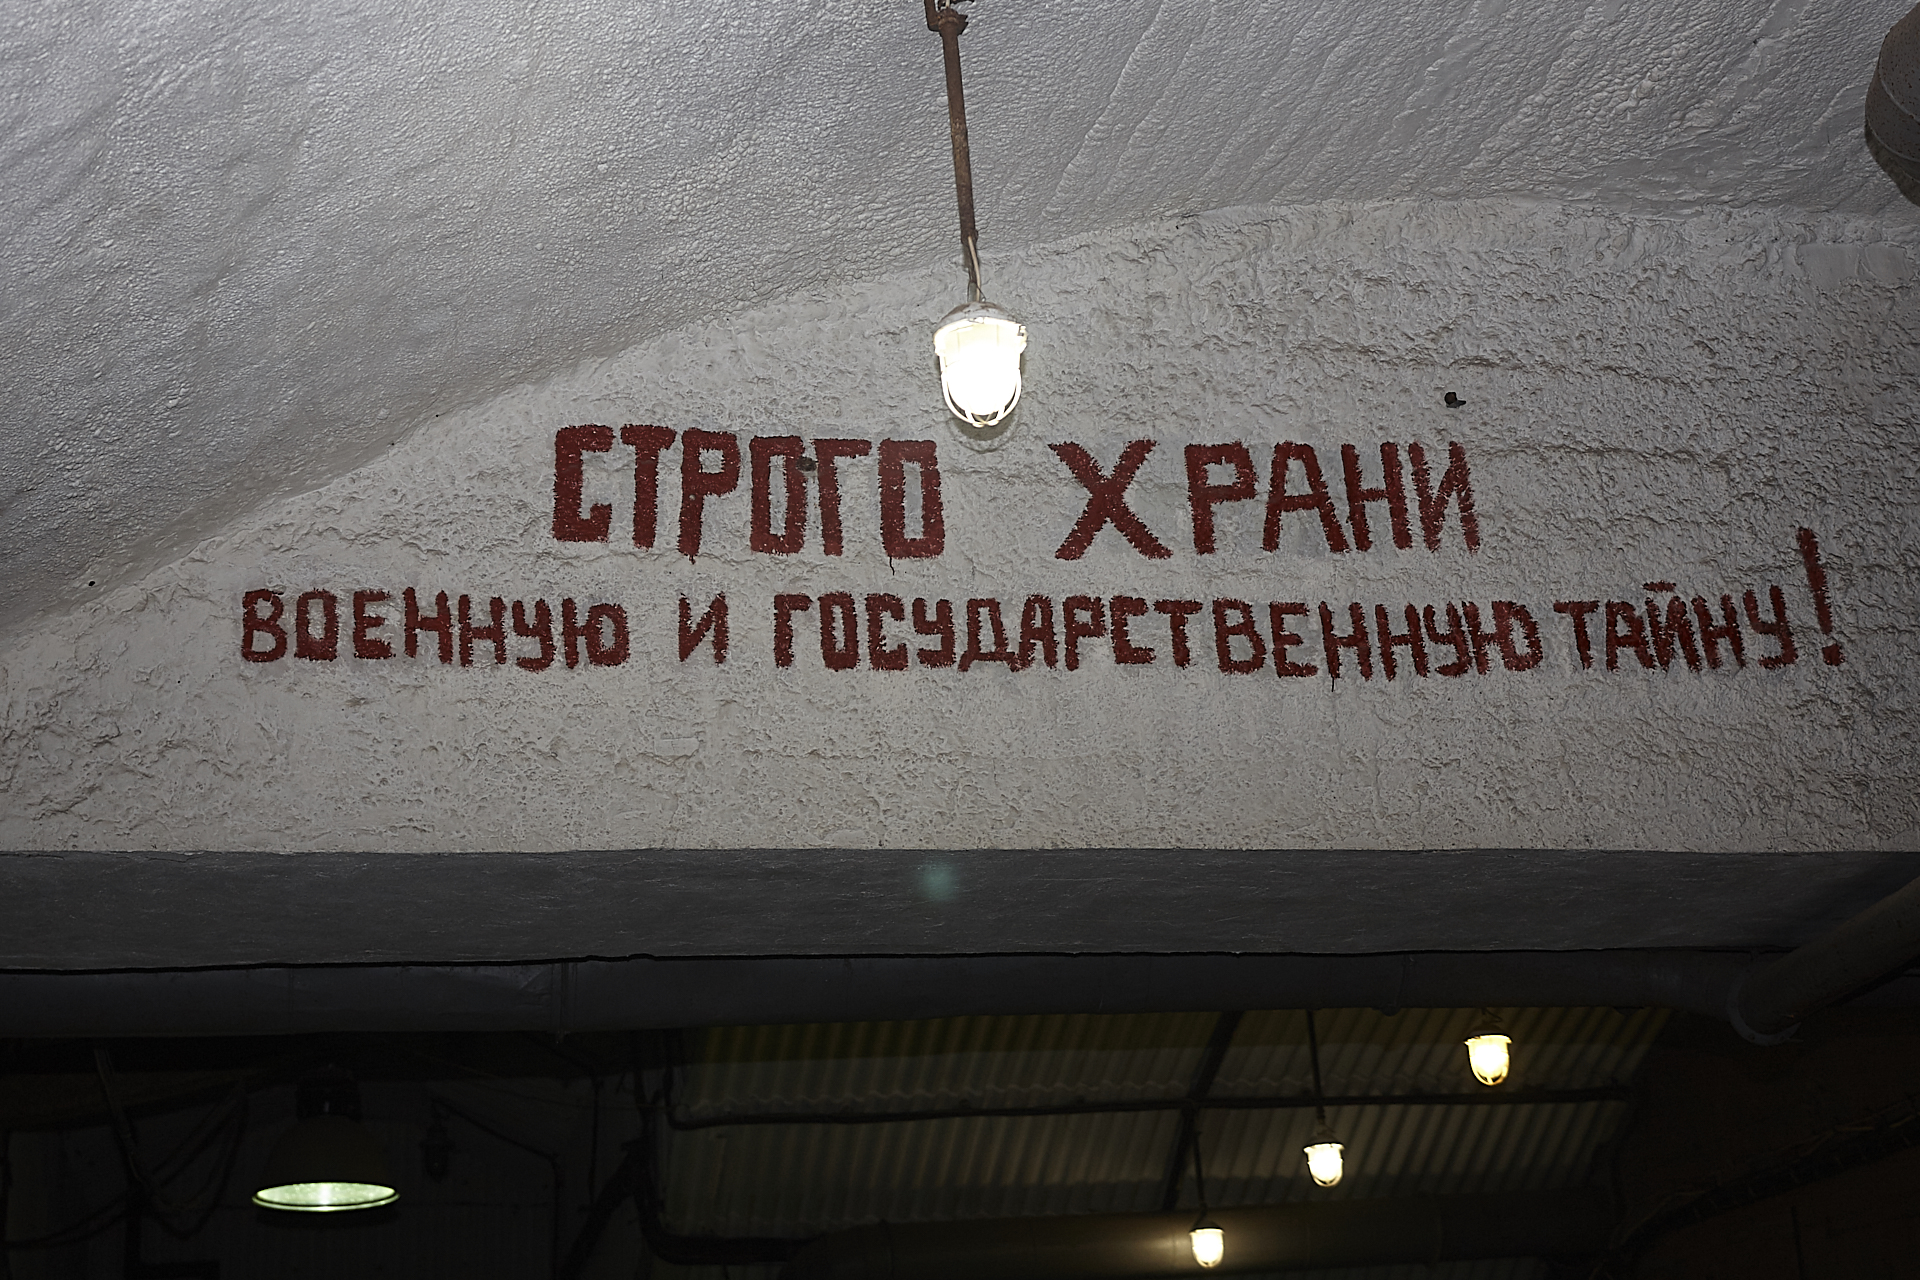 СТРОГО ХРАНИ
ВОЕННУЮ И ГОСУДАРСТВЕННУЮ ТАЙНУ!